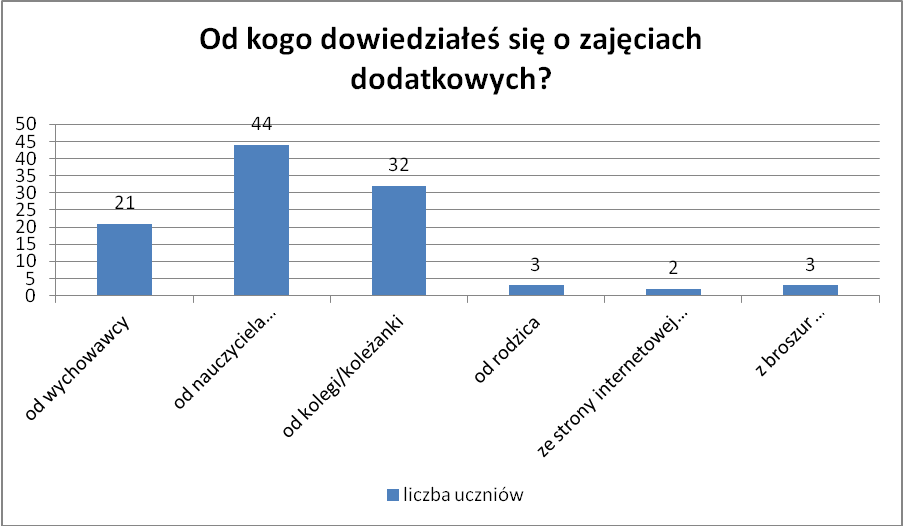 Od kogo dowiedziałeś się o zajęciach
dodatkowych?
50
45
40
35
30
25
20
15
10
5
0
21
44
32
3
2
3
od wychowawcy
od nauczyciela...
od kolegi/koleżanki
od rodzica
ze strony internetowej...
z broszur...
liczba uczniów